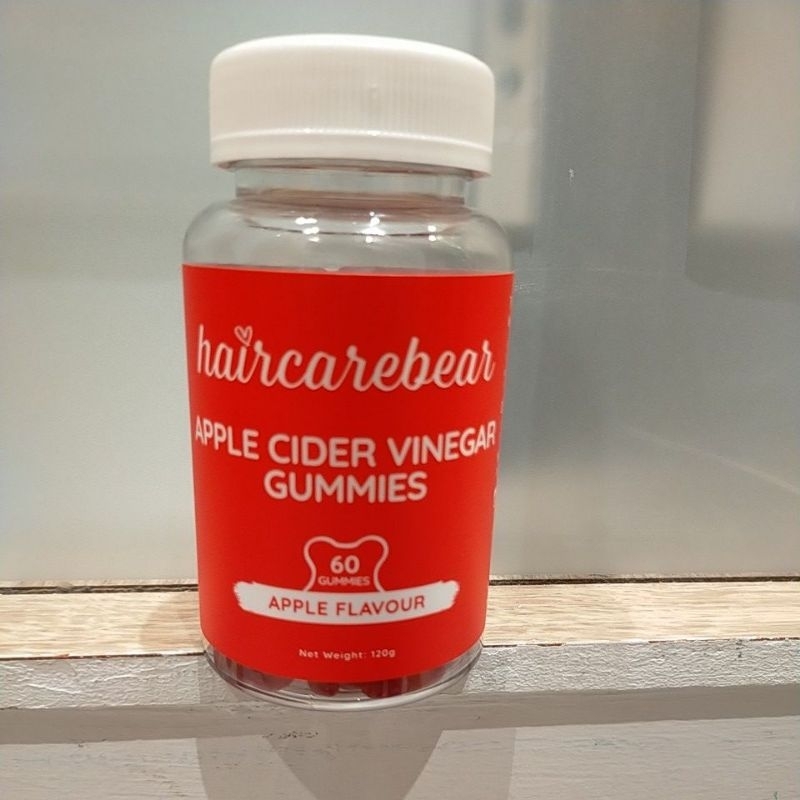 haircarebear
APPLE CIDER VINEGAR
GUMMIES
60
GUMMIES
APPLE FLAVOUR
Net Weight: 120g